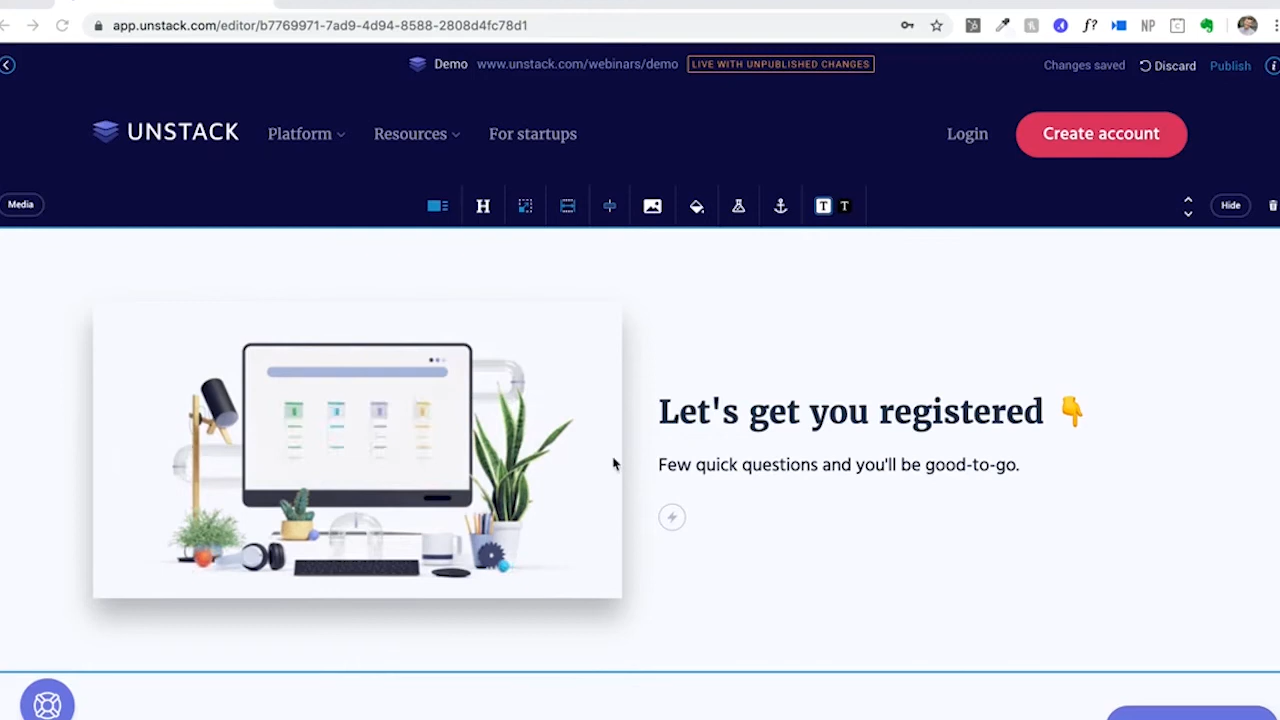 app.unstack.com/editor/b7769971-7ad9-4d94-8588-2808d4fc78d1
f?
NP
Demo www.unstack.com/webinars/demo LIVE WITH UNPUBLISHED CHANGES
Changes saved Discard Publish
UNSTACK Platform Resources For startups Login Create account
Media H T T Hide
Let's get you registered 👇
Few quick questions and you'll be good-to-go.